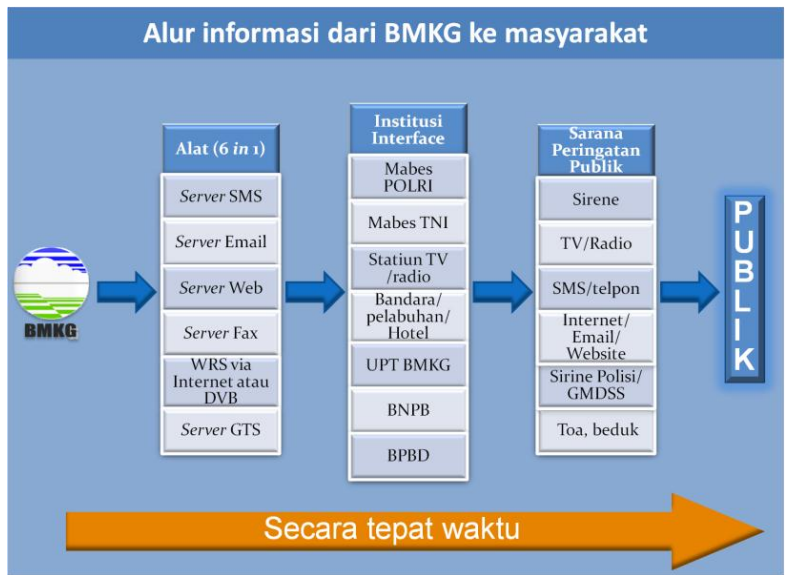 Alur informasi dari BMKG ke masyarakat
BMKG
Alat (6 in 1)
Server SMS
Server Email
Server Web
Server Fax
WRS via
Internet atau
DVB
Server GTS
Institusi
Interface
Mabes
POLRI
Mabes TNI
Statiun TV
/radio
Bandara/
pelabuhan/
Hotel
UPT BMKG
BNPB
BPBD
Sarana
Peringatan
Publik
Sirene
TV/Radio
SMS/telpon
Internet/
Email/
Website
Sirine Polisi/
GMDSS
Toa, beduk
PUBLIK
Secara tepat waktu